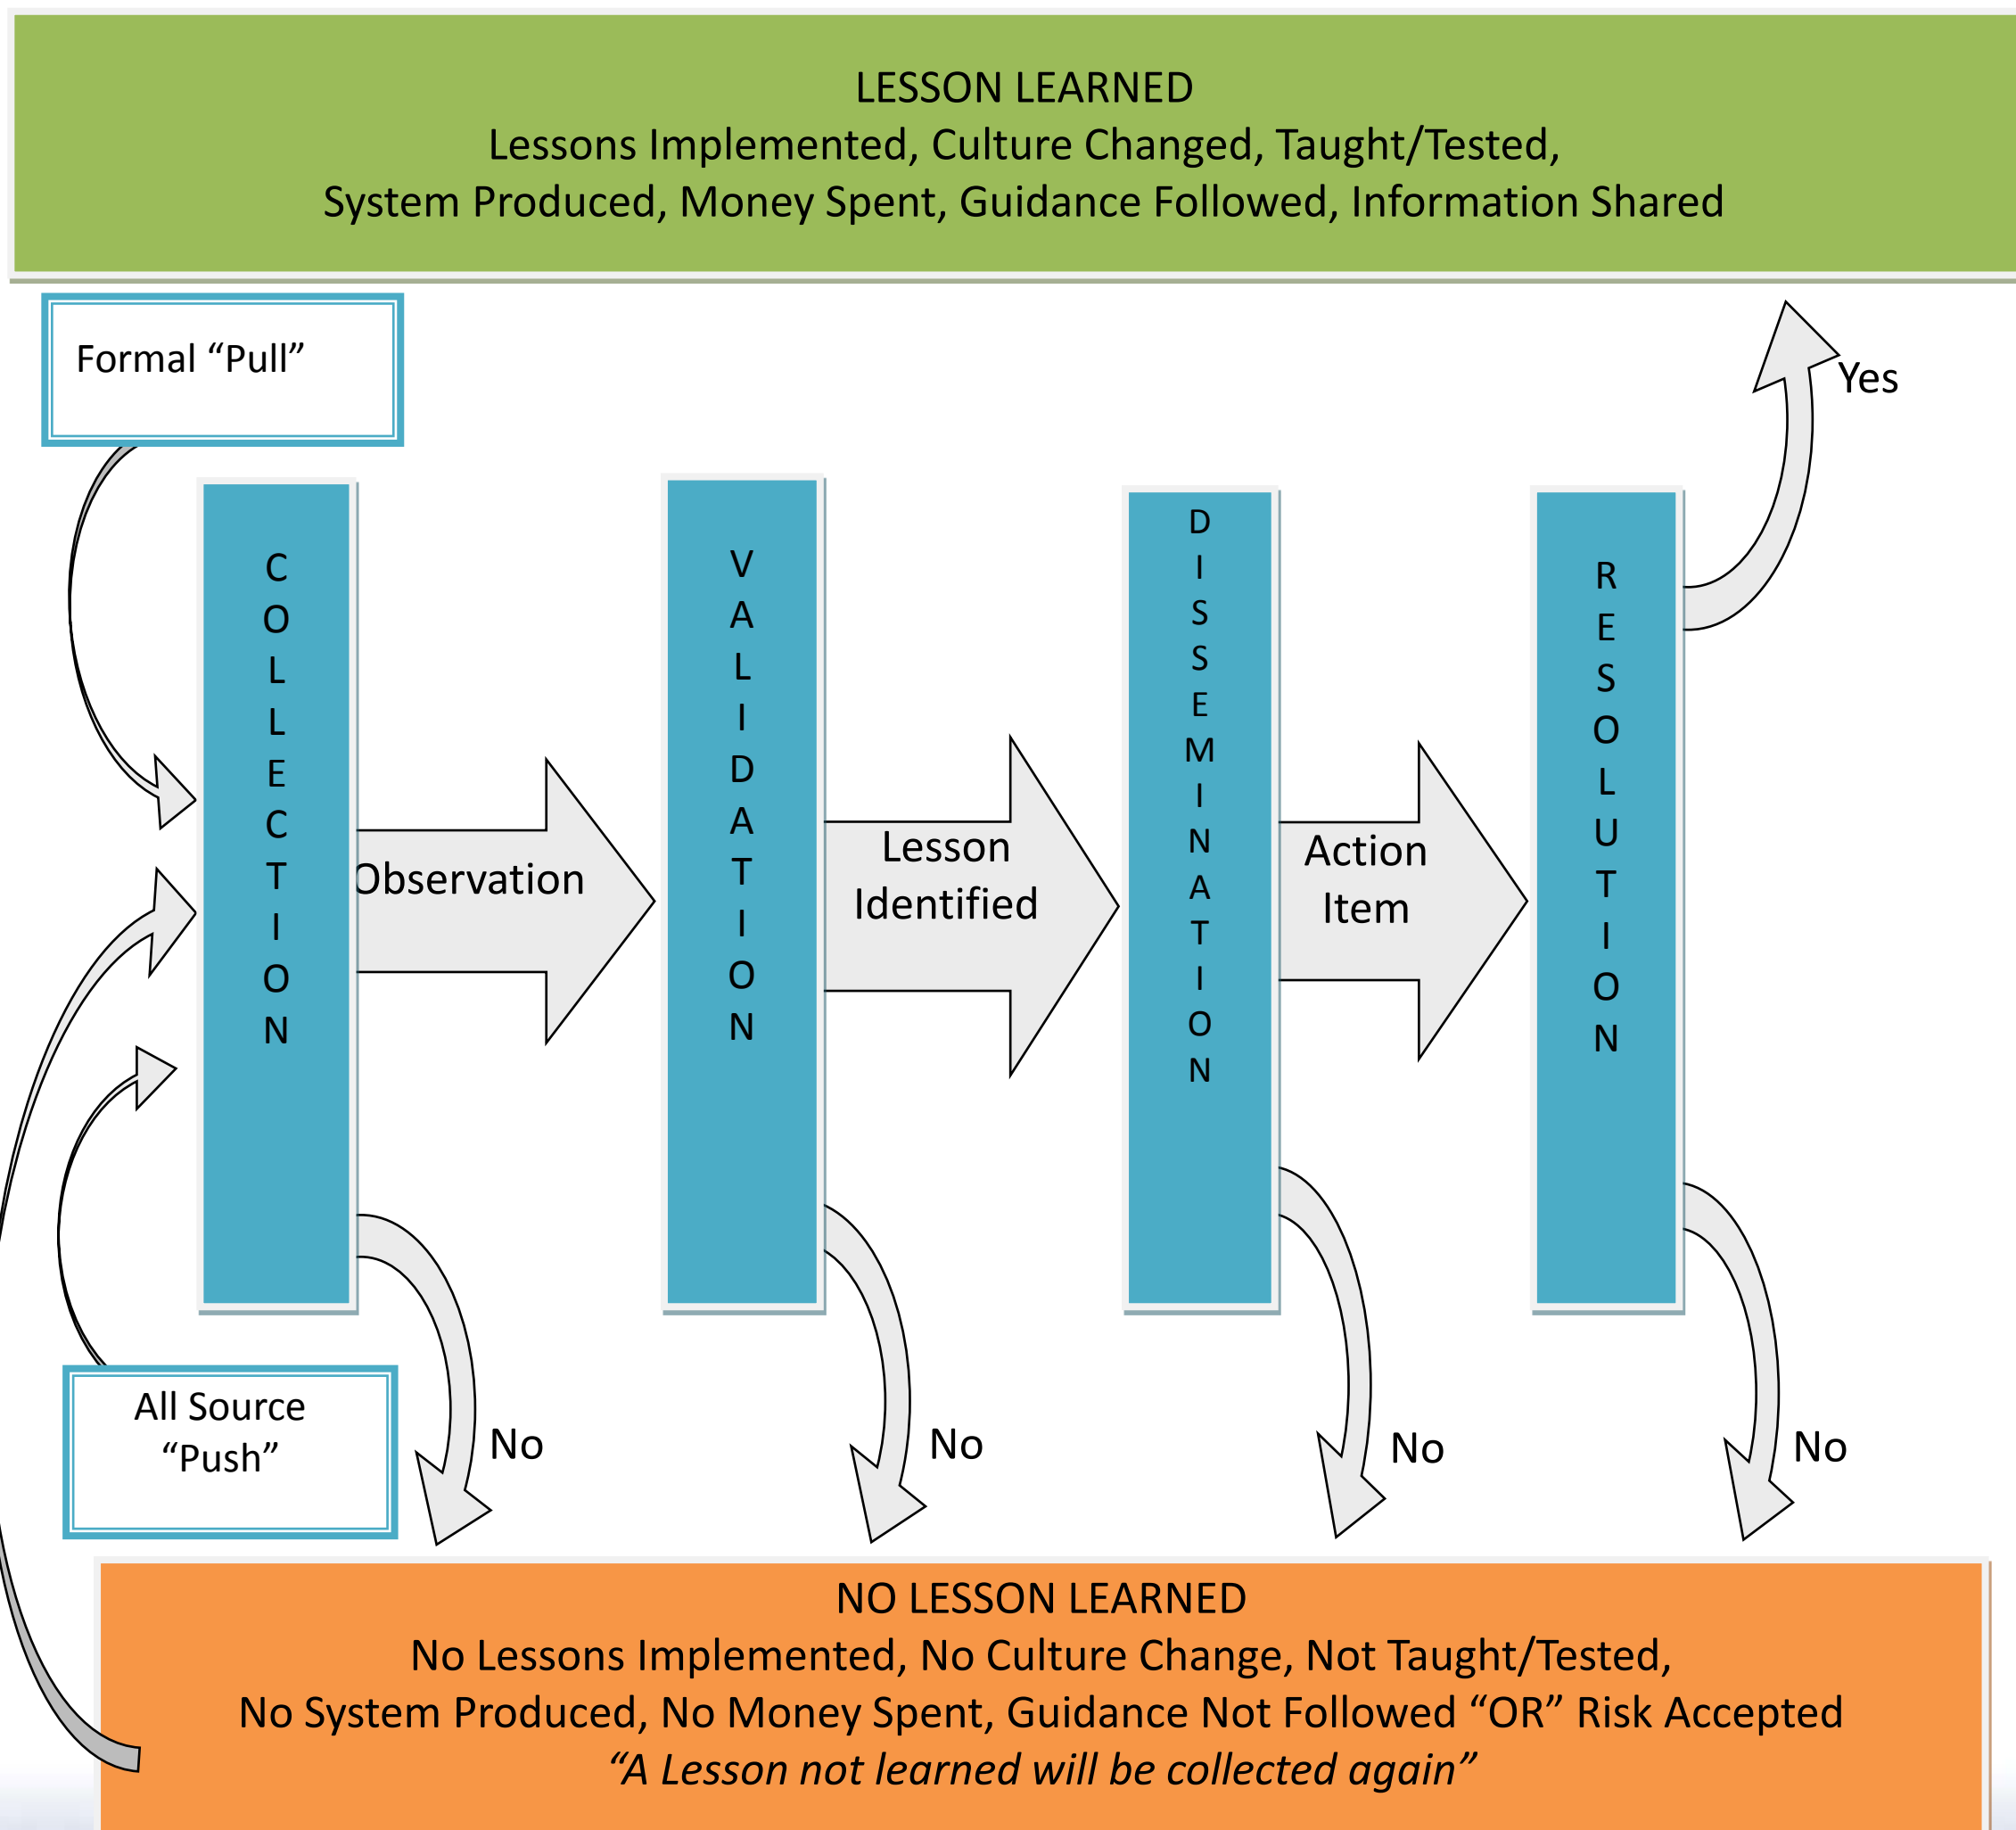 LESSON LEARNED
Lessons Implemented, Culture Changed, Taught/Tested,
System Produced, Money Spent, Guidance Followed, Information Shared
Formal “Pull”
Yes
COLLECTION
Observation
VALIDATION
Lesson
Identified
DISSEMINATION
Action
Item
RESOLUTION
All Source
“Push”
No
No
No
No
NO LESSON LEARNED
No Lessons Implemented, No Culture Change, Not Taught/Tested,
No System Produced, No Money Spent, Guidance Not Followed “OR” Risk Accepted
“A Lesson not learned will be collected again”